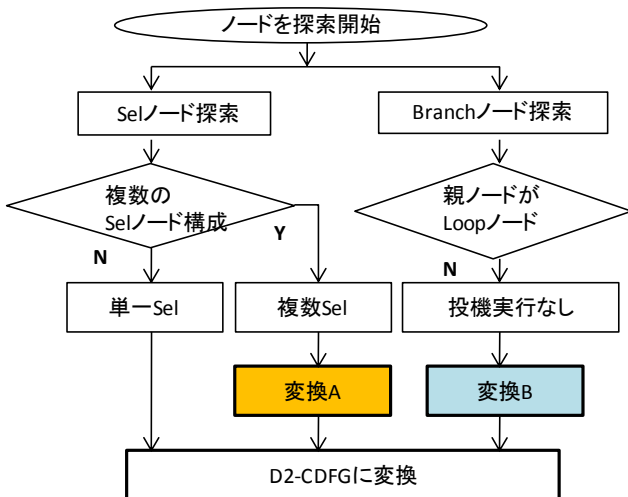 ノードを探索開始
Selノード探索
Branchノード探索
複数の
Selノード構成
親ノードが
Loopノード
N
Y
N
単一Sel
複数Sel
投機実行なし
変換A
変換B
D2-CDFGに変換